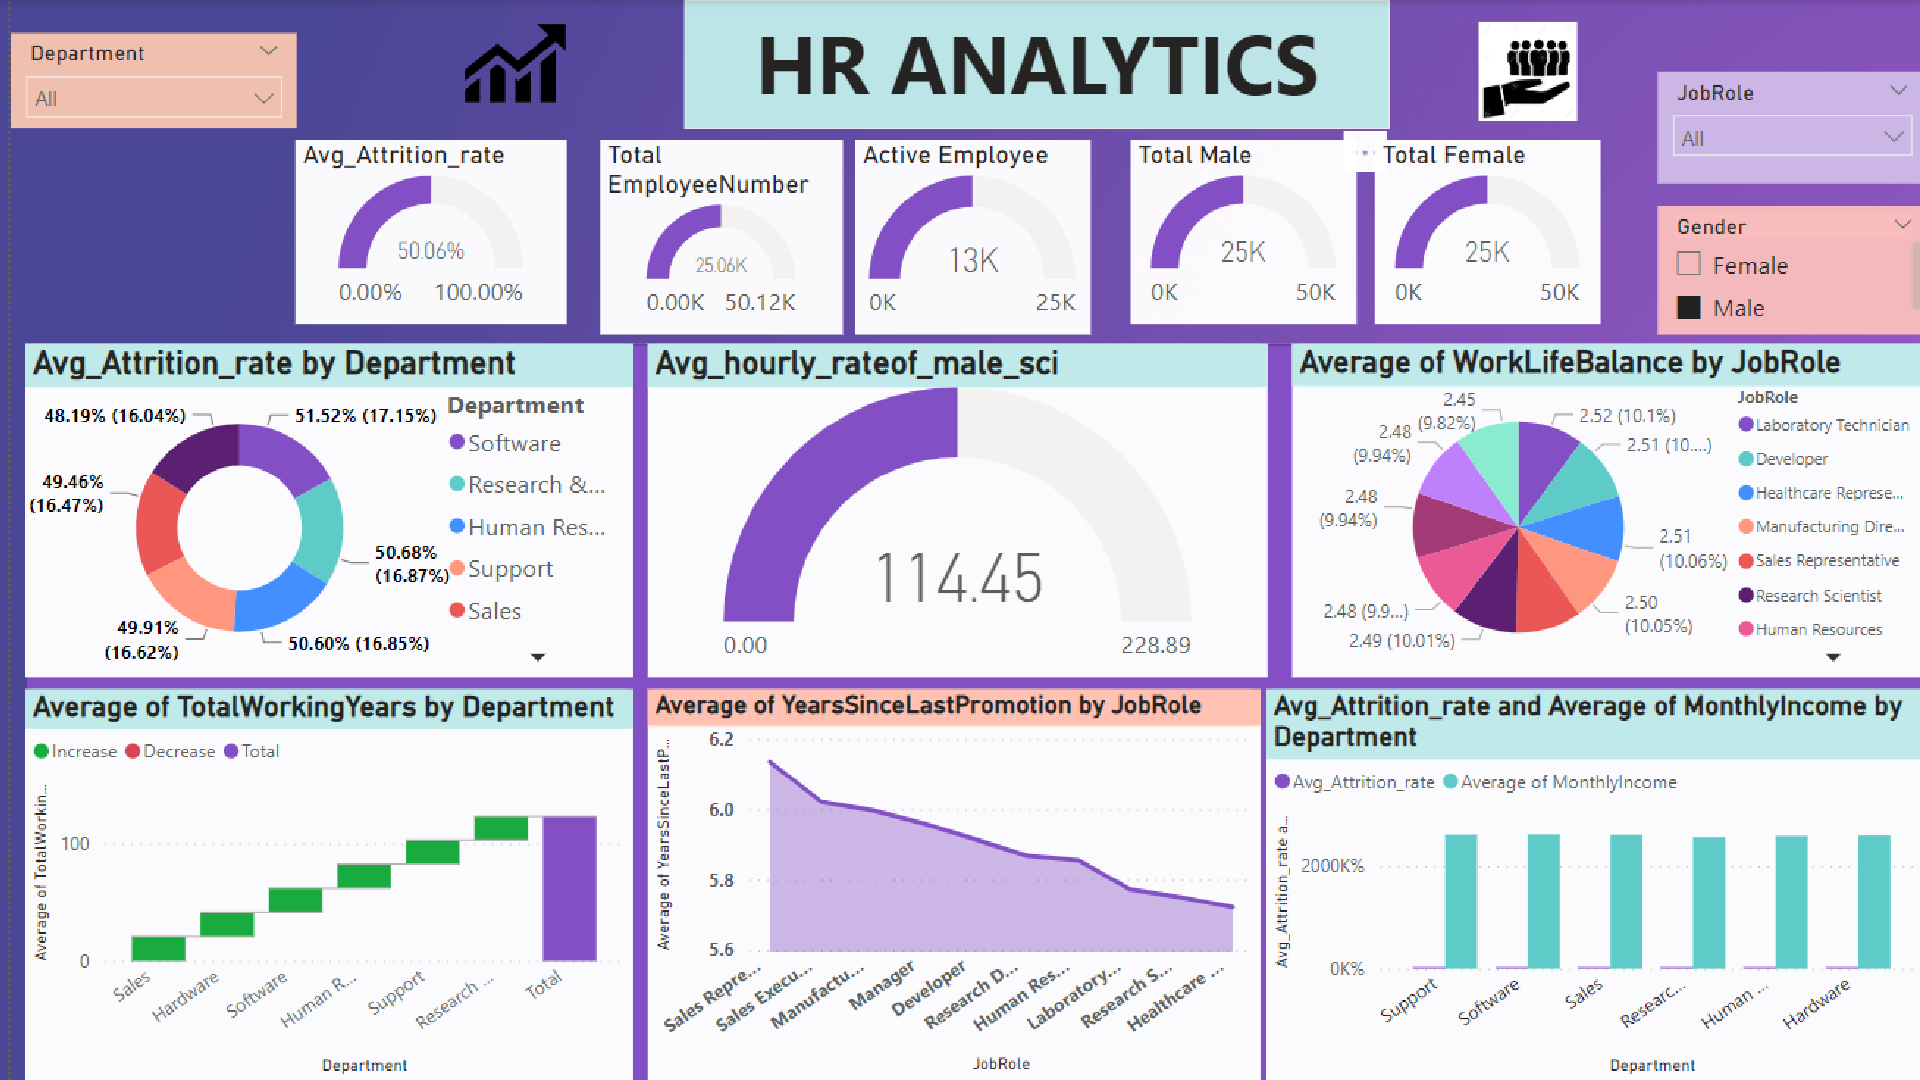 Department
All
HR ANALYTICS
JobRole
All
Avg_Attrition_rate
50.06%
0.00% 100.00%
Total
EmployeeNumber
25.06K
0.00K 50.12K
Active Employee
13K
0K 25K
Total Male
25K
0K 50K
Total Female
25K
0K 50K
Gender
Female
Male
Avg_Attrition_rate by Department
48.19% (16.04%)
51.52% (17.15%)
49.46%
(16.47%)
50.68%
(16.87%)
49.91%
(16.62%)
50.60% (16.85%)
Department
Software
Research &...
Human Res...
Support
Sales
Avg_hourly_rateof_male_sci
114.45
0.00 228.89
Average of WorkLifeBalance by JobRole
2.45
(9.82%)
2.52 (10.1%)
2.48
(9.94%)
2.51 (10....)
2.48
(9.94%)
2.51
(10.06%)
2.48 (9.9...)
2.50
(10.05%)
2.49 (10.01%)
JobRole
Laboratory Technician
Developer
Healthcare Represe...
Manufacturing Dire...
Sales Representative
Research Scientist
Human Resources
Average of TotalWorkingYears by Department
Increase Decrease Total
Average of TotalWorkin...
100
0
Sales
Hardware
Software
Human R...
Support
Research ...
Total
Department
Average of YearsSinceLastPromotion by JobRole
Average of YearsSinceLastP...
6.2
6.0
5.8
5.6
Sales Repre...
Sales Execu...
Manufactu...
Manager
Developer
Research D...
Human Res...
Laboratory...
Research S...
Healthcare ...
JobRole
Avg_Attrition_rate and Average of MonthlyIncome by
Department
Avg_Attrition_rate Average of MonthlyIncome
Avg_Attrition_rate a...
2000K%
0K%
Support
Software
Sales
Researc...
Human ...
Hardware
Department